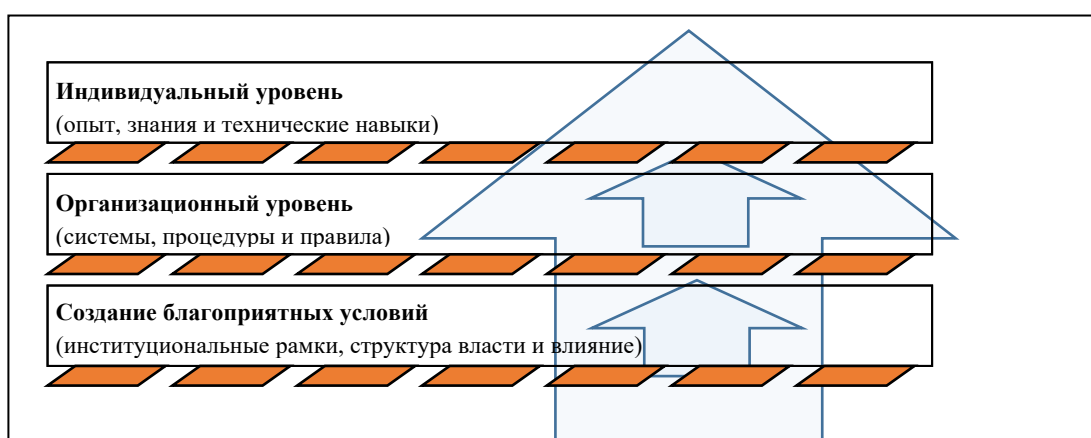 Индивидуальный уровень
(опыт, знания и технические навыки)
Организационный уровень
(системы, процедуры и правила)
Создание благоприятных условий
(институциональные рамки, структура власти и влияние)